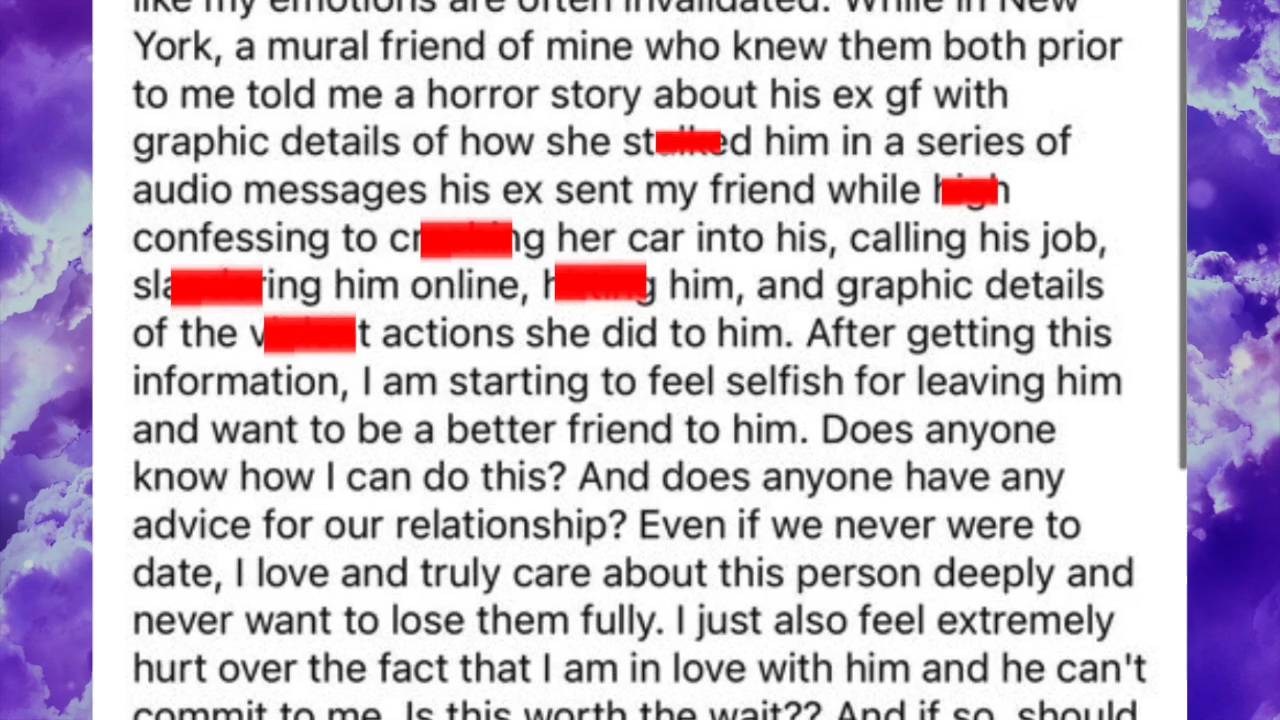 like my emotions are often invalidated. While in New
York, a mural friend of mine who knew them both prior
to me told me a horror story about his ex gf with
graphic details of how she stalked him in a series of
audio messages his ex sent my friend while high
confessing to her car into his, calling his job,
him online, him, and graphic details
of the actions she did to him. After getting this
information, I am starting to feel selfish for leaving him
and want to be a better friend to him. Does anyone
know how I can do this? And does anyone have any
advice for our relationship? Even if we never were to
date, I love and truly care about this person deeply and
never want to lose them fully. I just also feel extremely
hurt over the fact that I am in love with him and he can't
commit to me. Is this worth the wait?? And if so, should